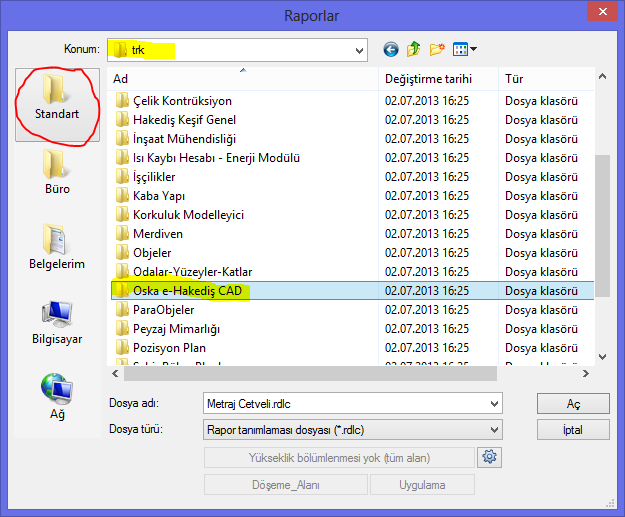 Raporlar
Konum: trk
Ad Değiştirme tarihi Tür
Çelik Kontrüksiyon 02.07.2013 16:25 Dosya klasörü
Hakediş Keşif Genel 02.07.2013 16:25 Dosya klasörü
İnşaat Mühendisliği 02.07.2013 16:25 Dosya klasörü
Isı Kaybı Hesabı - Enerji Modülü 02.07.2013 16:25 Dosya klasörü
İşçilikler 02.07.2013 16:25 Dosya klasörü
Kaba Yapı 02.07.2013 16:25 Dosya klasörü
Korkuluk Modelleyici 02.07.2013 16:25 Dosya klasörü
Merdiven 02.07.2013 16:25 Dosya klasörü
Objeler 02.07.2013 16:25 Dosya klasörü
Odalar-Yüzeyler-Katlar 02.07.2013 16:25 Dosya klasörü
Oska e-Hakediş CAD 02.07.2013 16:25 Dosya klasörü
ParaObjeler 02.07.2013 16:25 Dosya klasörü
Peyzaj Mimarlığı 02.07.2013 16:25 Dosya klasörü
Pozisyon Plan 02.07.2013 16:25 Dosya klasörü
Standart
Büro
Belgelerim
Bilgisayar
Ağ
Dosya adı: Metraj Cetveli.rdlc Aç
Dosya türü: Rapor tanımlaması dosyası (*.rdlc) İptal
Yükseklik bölümlenmesi yok (tüm alan)
Döşeme_Alanı Uygulama